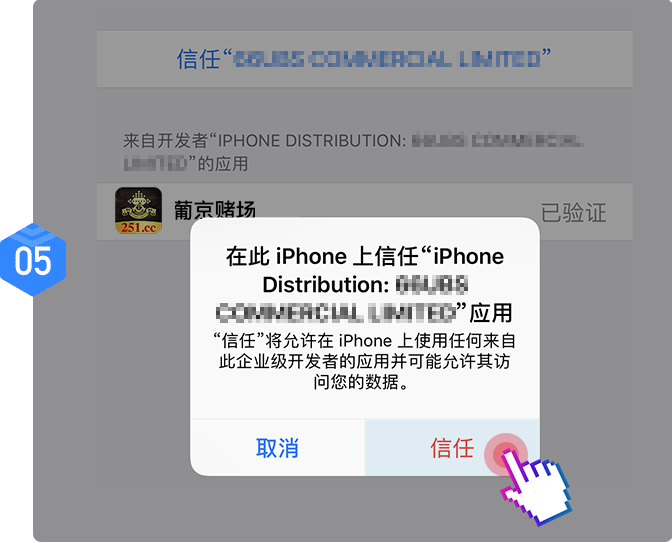 信任“
”
来自开发者“IPHONE DISTRIBUTION:
”的应用
251.cc
葡京赌场
已验证
05
在此 iPhone 上信任“iPhone
Distribution:
”应用
“信任”将允许在 iPhone 上使用任何来自
此企业级开发者的应用并可能允许其访
问您的数据。
取消
信任